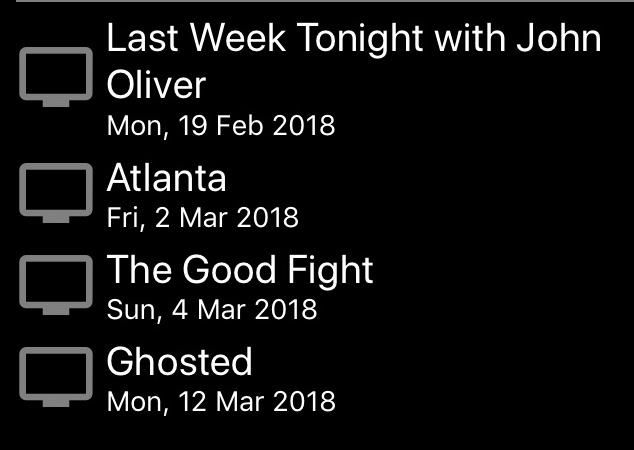 Last Week Tonight with John
Oliver
Mon, 19 Feb 2018
Atlanta
Fri, 2 Mar 2018
The Good Fight
Sun, 4 Mar 2018
Ghosted
Mon, 12 Mar 2018